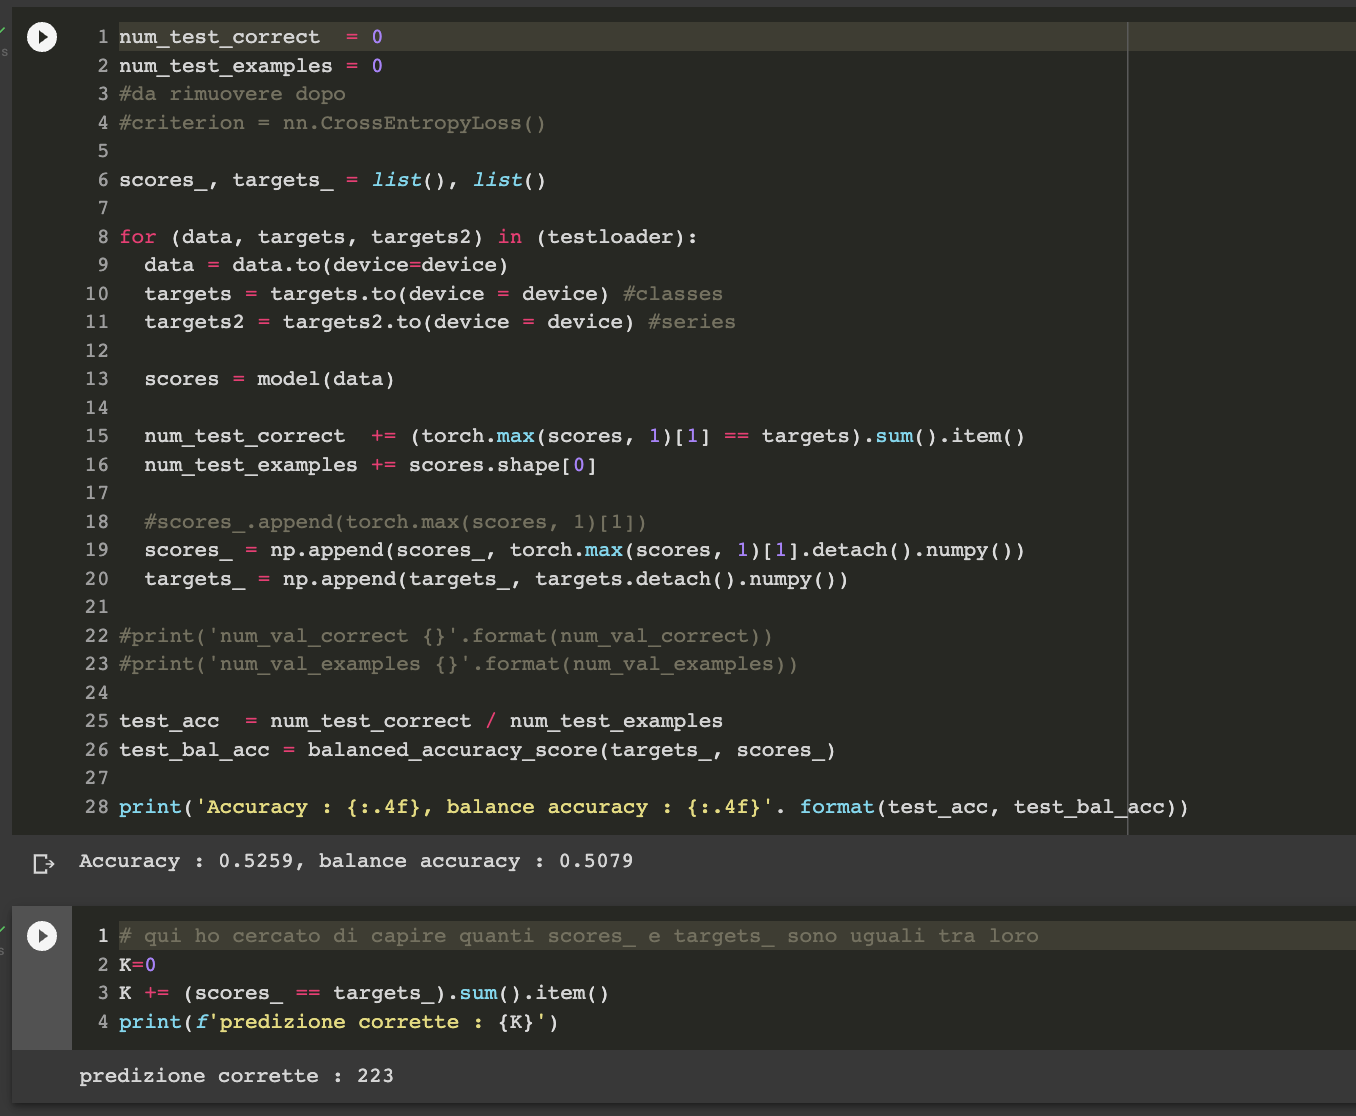 1 num_test_correct  = 0
2 num_test_examples = 0
3 #da rimuovere dopo
4 #criterion = nn.CrossEntropyLoss()
5
6 scores_, targets_ = list(), list()
7
8 for (data, targets, targets2) in (testloader):
9   data = data.to(device=device)
10   targets = targets.to(device = device) #classes
11   targets2 = targets2.to(device = device) #series
12
13   scores = model(data)
14
15   num_test_correct  += (torch.max(scores, 1)[1] == targets).sum().item()
16   num_test_examples += scores.shape[0]
17
18   #scores_.append(torch.max(scores, 1)[1])
19   scores_ = np.append(scores_, torch.max(scores, 1)[1].detach().numpy())
20   targets_ = np.append(targets_, targets.detach().numpy())
21
22 #print('num_val_correct {}'.format(num_val_correct))
23 #print('num_val_examples {}'.format(num_val_examples))
24
25 test_acc  = num_test_correct / num_test_examples
26 test_bal_acc = balanced_accuracy_score(targets_, scores_)
27
28 print('Accuracy : {:.4f}, balance accuracy : {:.4f}'. format(test_acc, test_bal_acc))
Accuracy : 0.5259, balance accuracy : 0.5079
1 # qui ho cercato di capire quanti scores_ e targets_ sono uguali tra loro
2 K=0
3 K += (scores_ == targets_).sum().item()
4 print(f'predizione corrette : {K}')
predizione corrette : 223